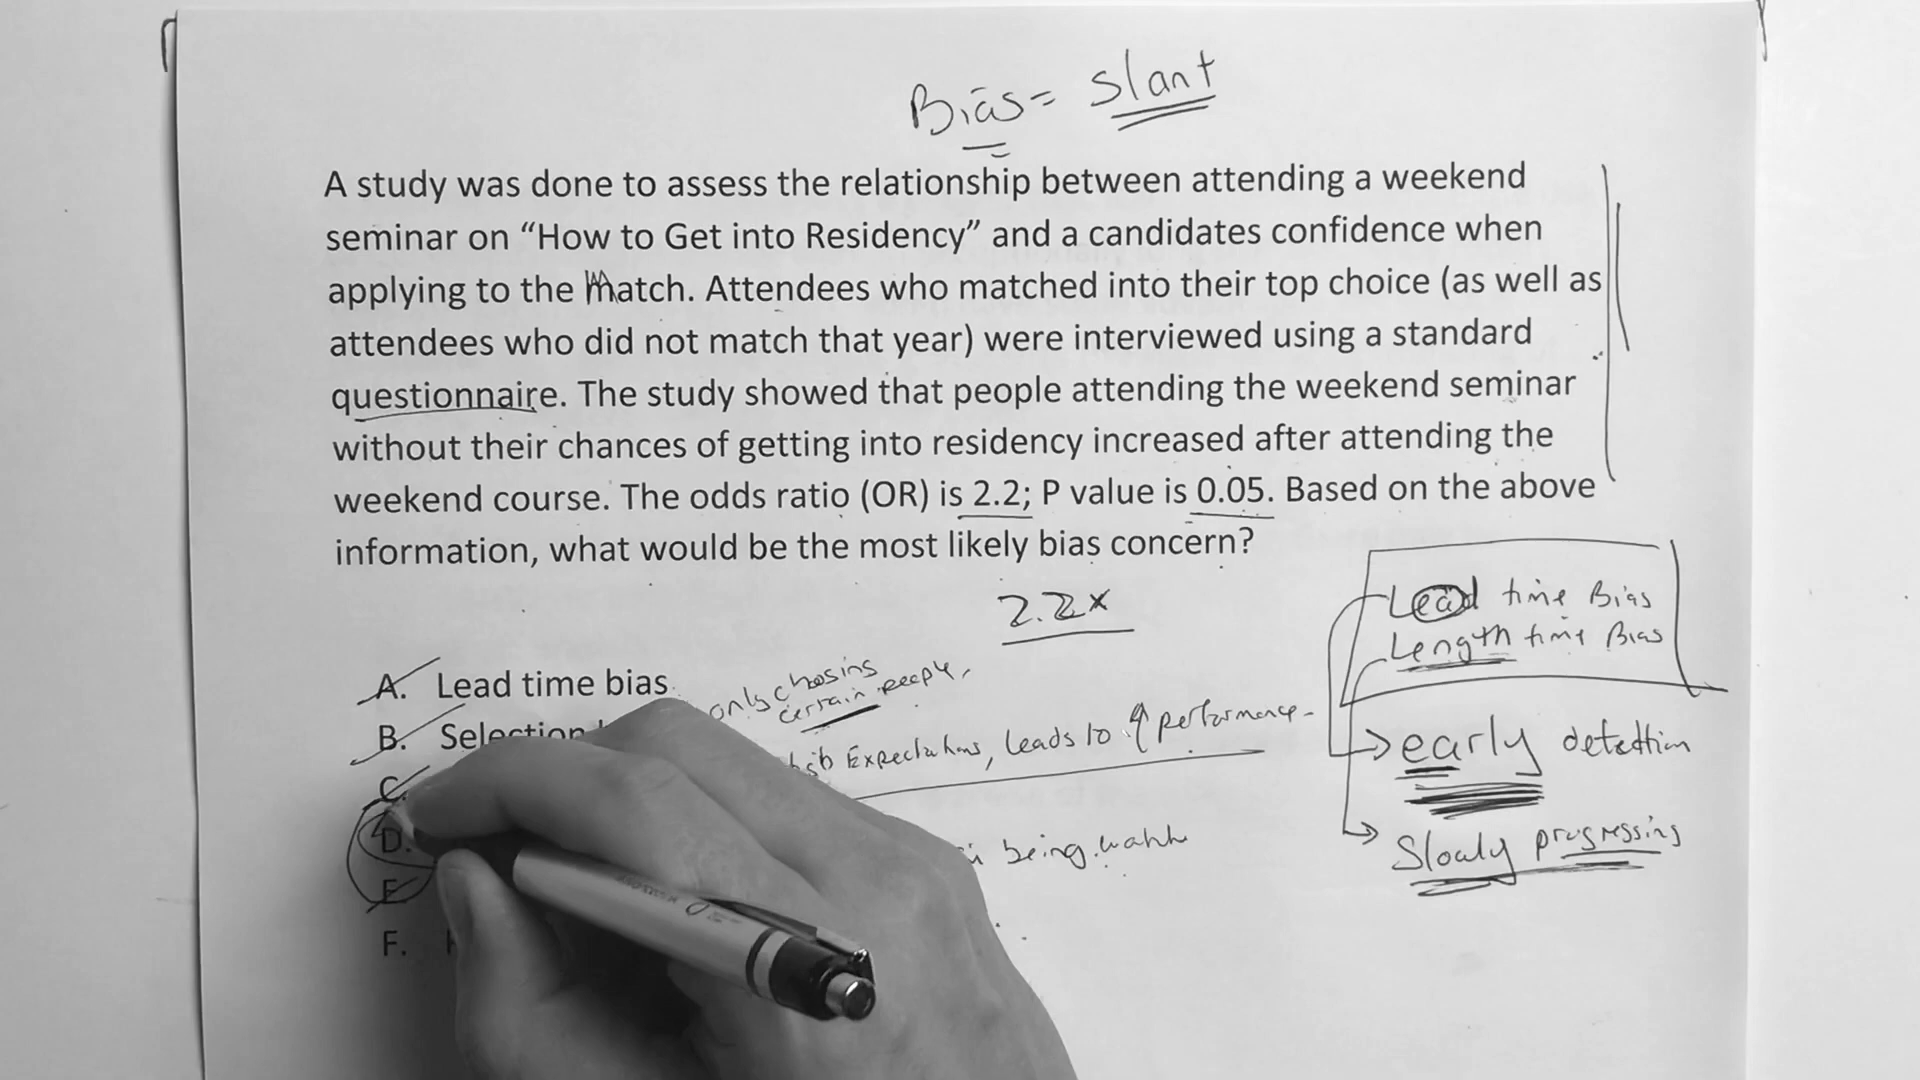 Bias = slant
A study was done to assess the relationship between attending a weekend
seminar on “How to Get into Residency” and a candidates confidence when
applying to the Match. Attendees who matched into their top choice (as well as
attendees who did not match that year) were interviewed using a standard
questionnaire. The study showed that people attending the weekend seminar
without their chances of getting into residency increased after attending the
weekend course. The odds ratio (OR) is 2.2; P value is 0.05. Based on the above
information, what would be the most likely bias concern?
2.2x
Lead time Bias
Length time Bias
A. Lead time bias
only choosing
certain people,
B. Selection
Expectations, leads to ↑ performance
early detection
C.
D.
being
Slowly progressing
E
F.